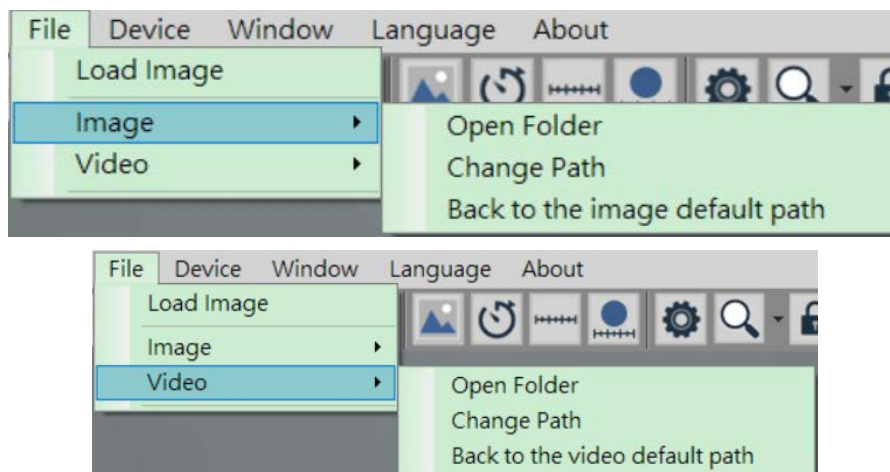 File Device Window Language About
Load Image
Image
Open Folder
Video
Change Path
Back to the image default path
File Device Window Language About
Load Image
Image
Video
Open Folder
Change Path
Back to the video default path